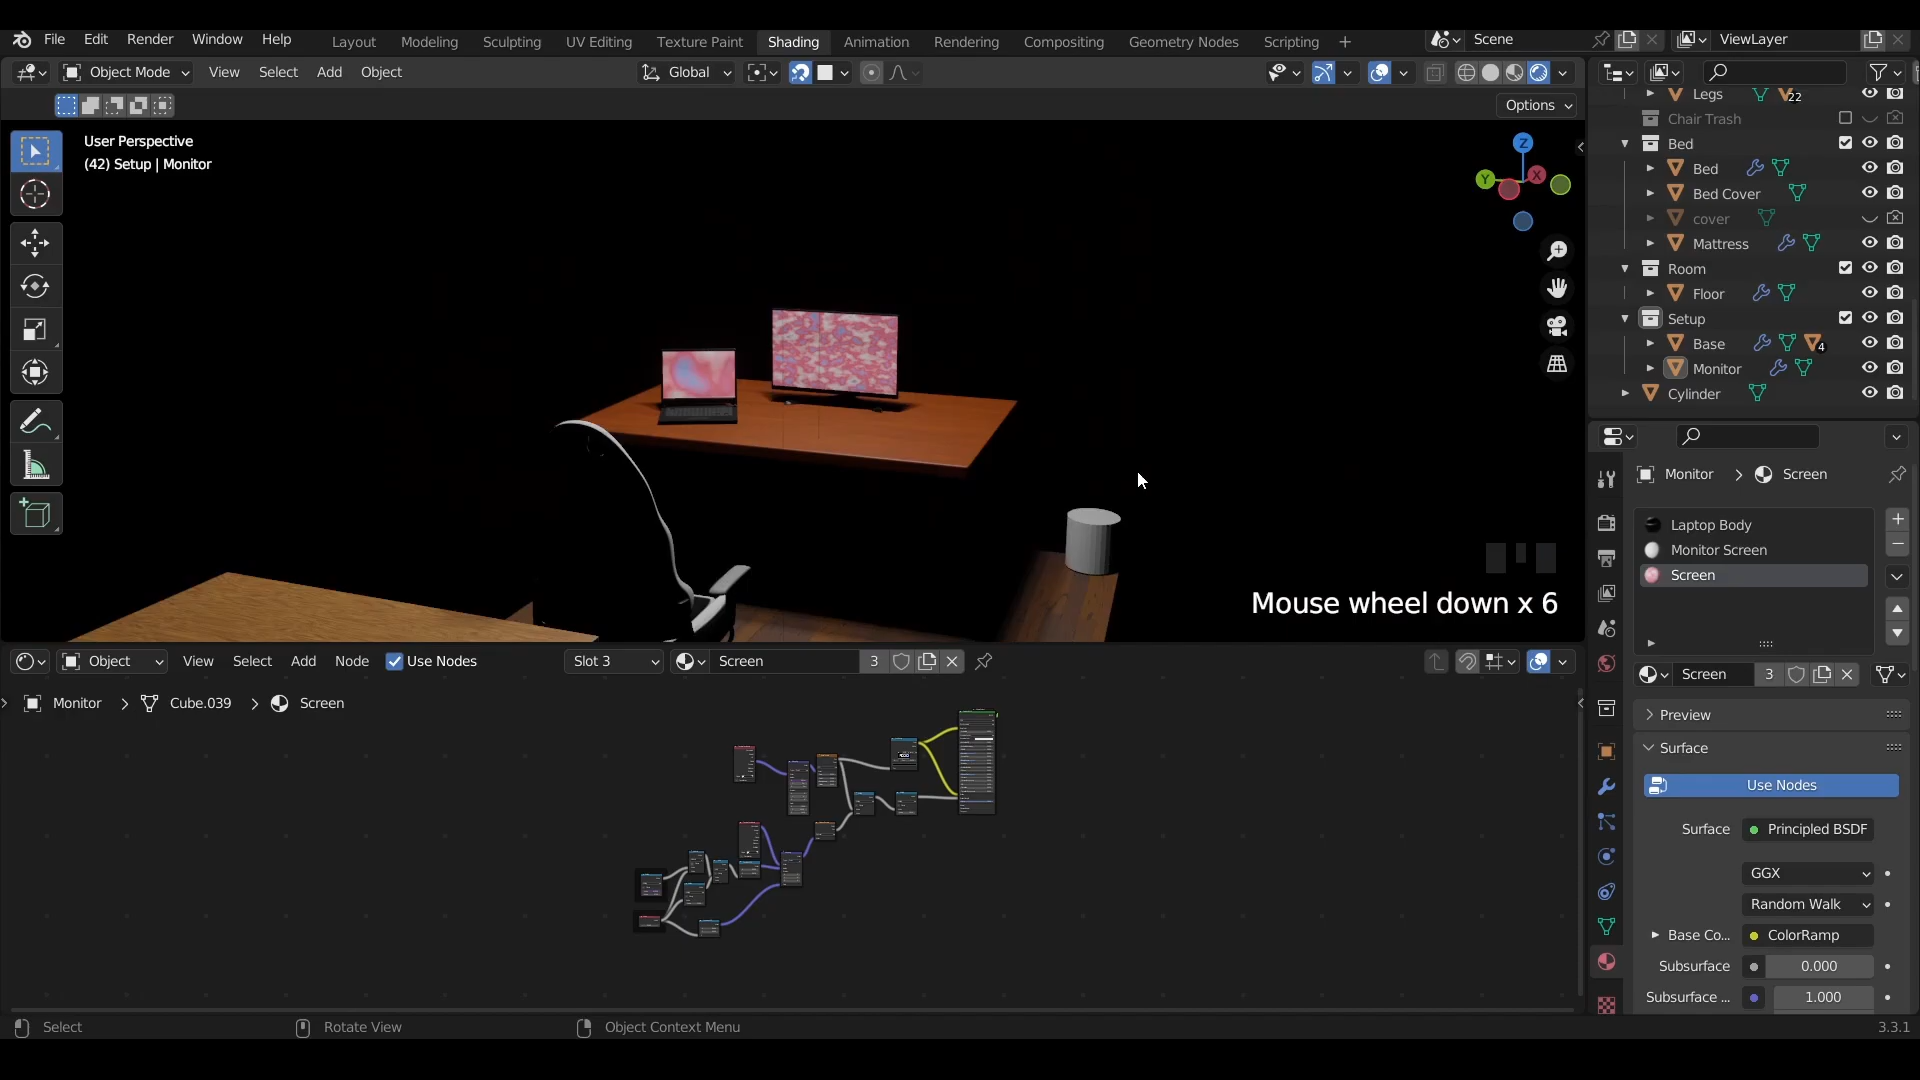 File Edit Render Window Help Layout Modeling Sculpting UV Editing Texture Paint Shading Animation Rendering Compositing Geometry Nodes Scripting + Scene ViewLayer
Object Mode View Select Add Object Global
Options
User Perspective
(42) Setup | Monitor
Z
Y X
Mouse wheel down x 6
Legs 22
Chair Trash
Bed
Bed
Bed Cover
cover
Mattress
Room
Floor
Setup
Base 4
Monitor
Cylinder
Monitor > Screen
Laptop Body
Monitor Screen
Screen
Screen 3
Preview
Surface
Use Nodes
Surface Principled BSDF
GGX
Random Walk
Base Co... ColorRamp
Subsurface 0.000
Subsurface ... 1.000
Object View Select Add Node Use Nodes Slot 3 Screen 3
Monitor > Cube.039 > Screen
Select Rotate View Object Context Menu 3.3.1